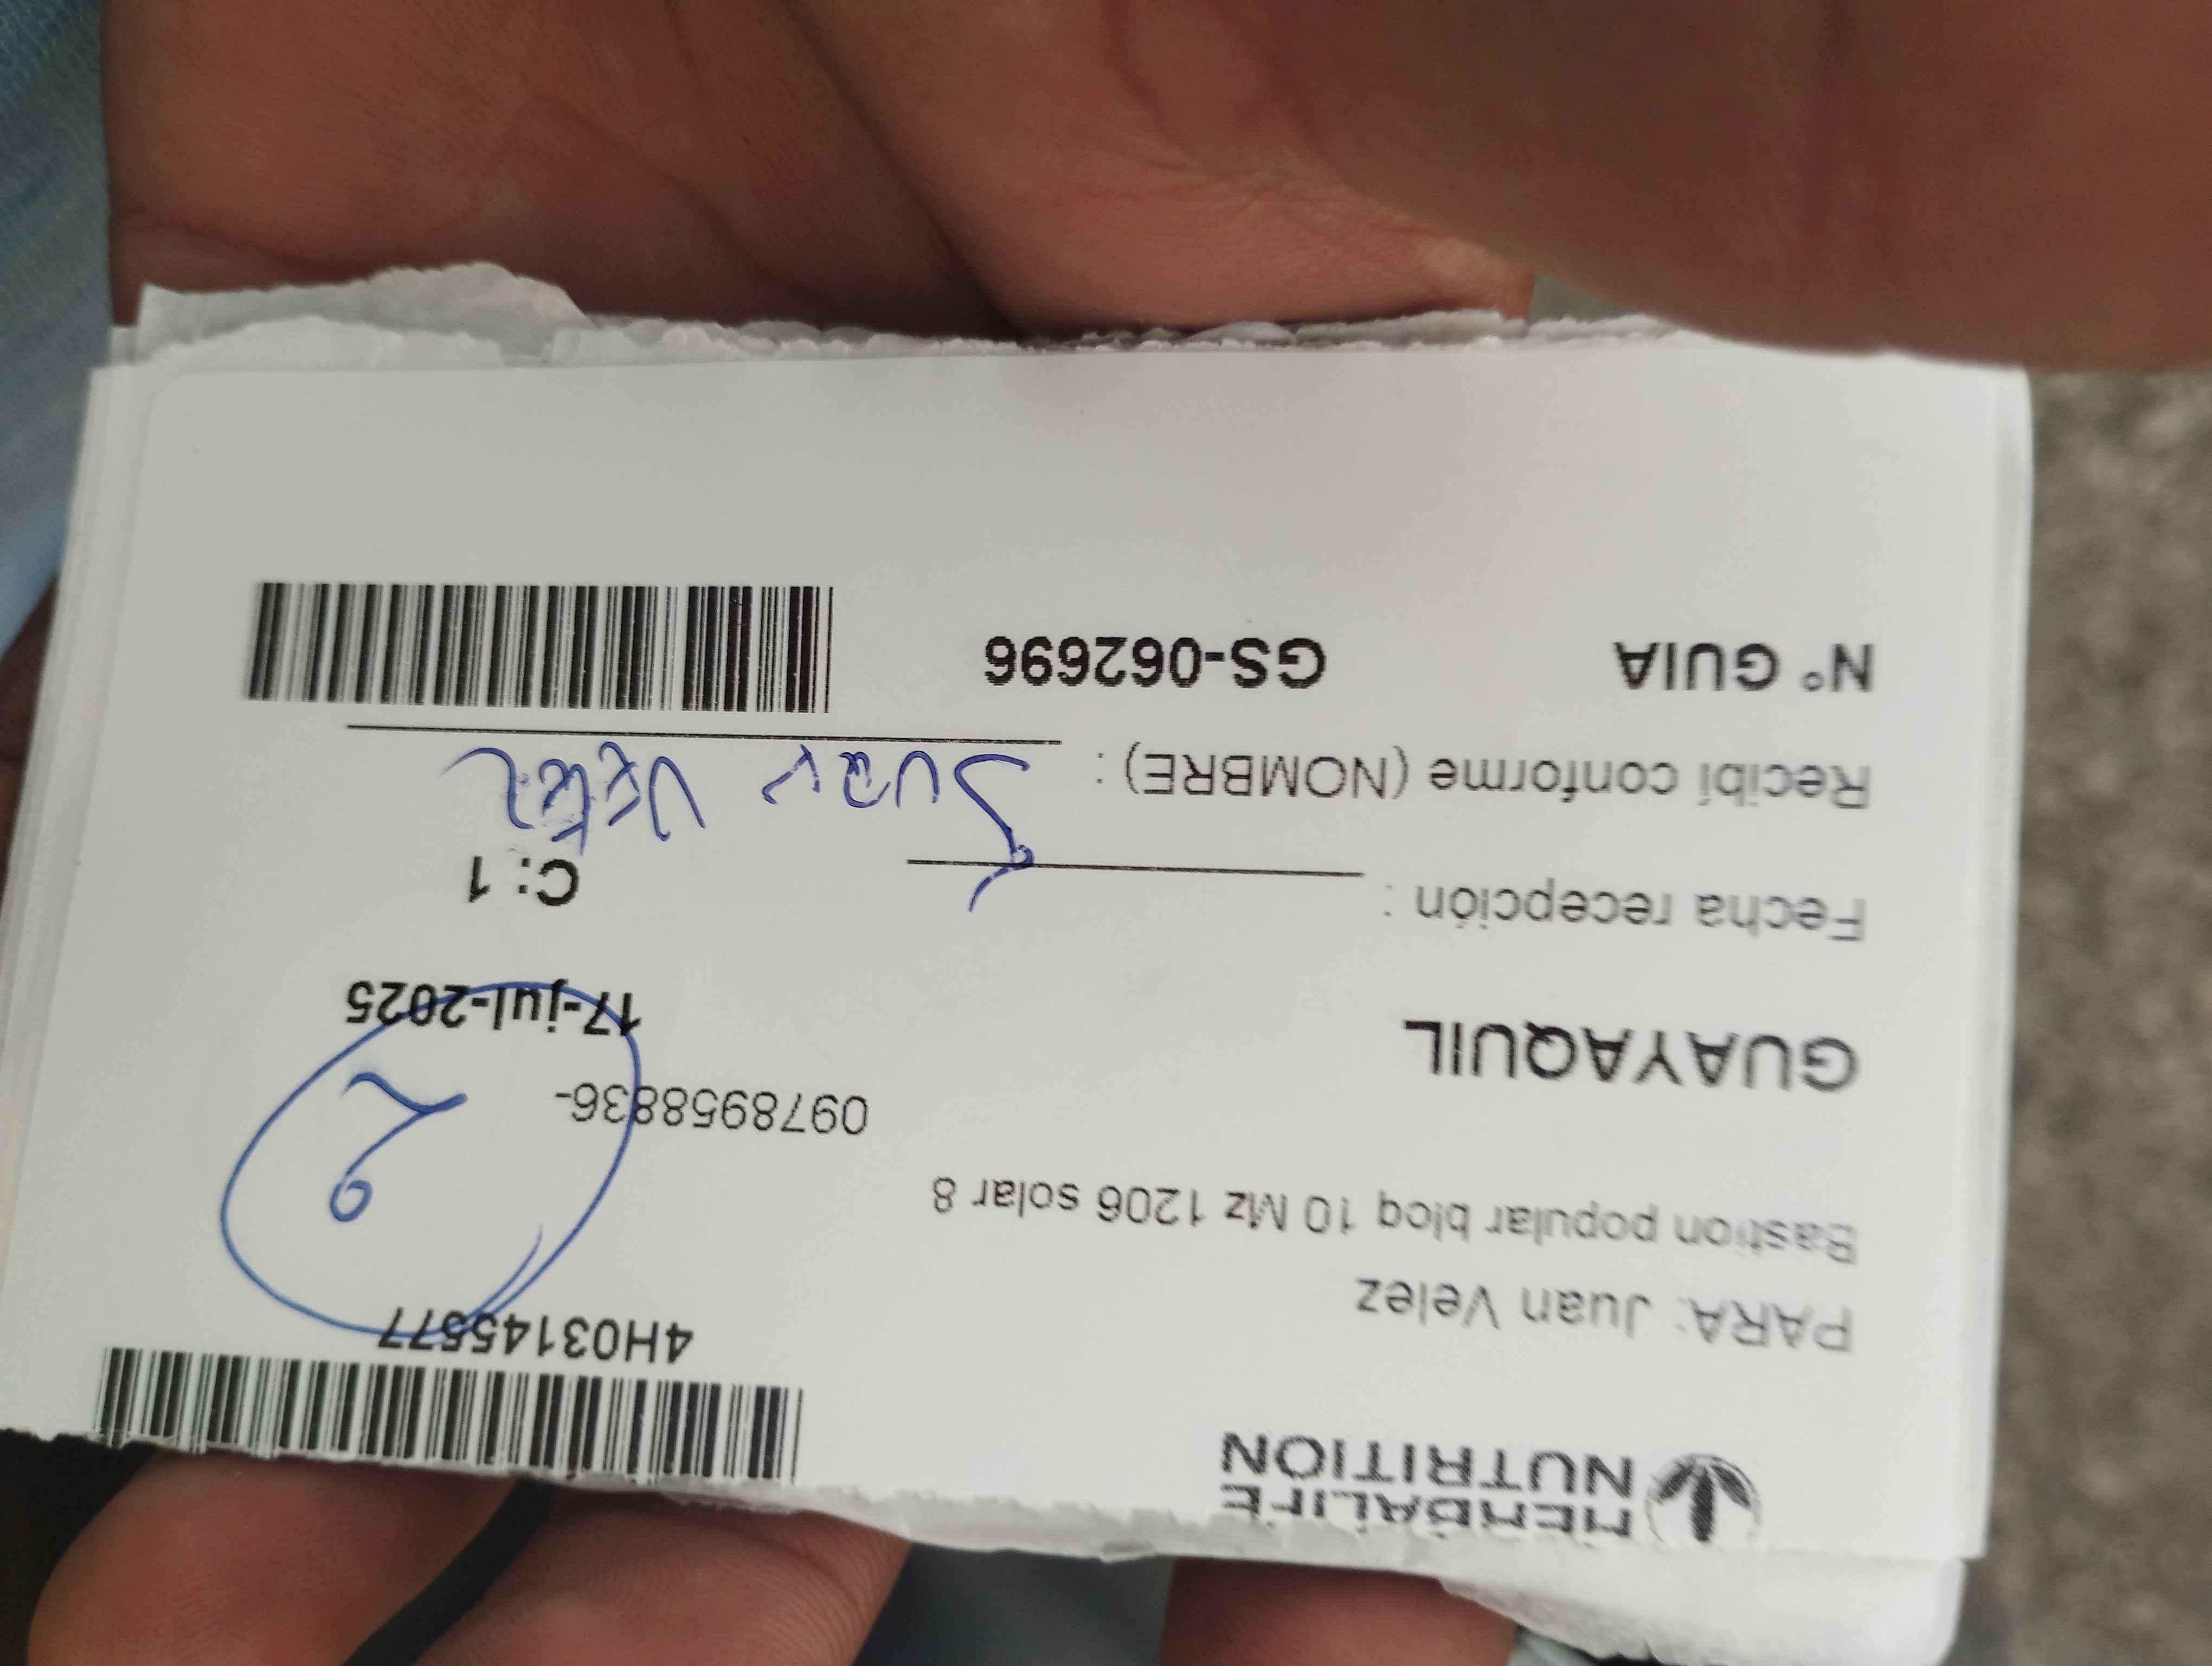 HERBALIFE
NUTRITION
4H03145577
PARA: Juan Velez
Bastion popular bloq 10 Mz 1206 solar 8
0978958836-
2
GUAYAQUIL
17-jul-2025
Fecha recepción :
C: 1
Recibí conforme (NOMBRE) : Juan Velez
N° GUIA GS-062696